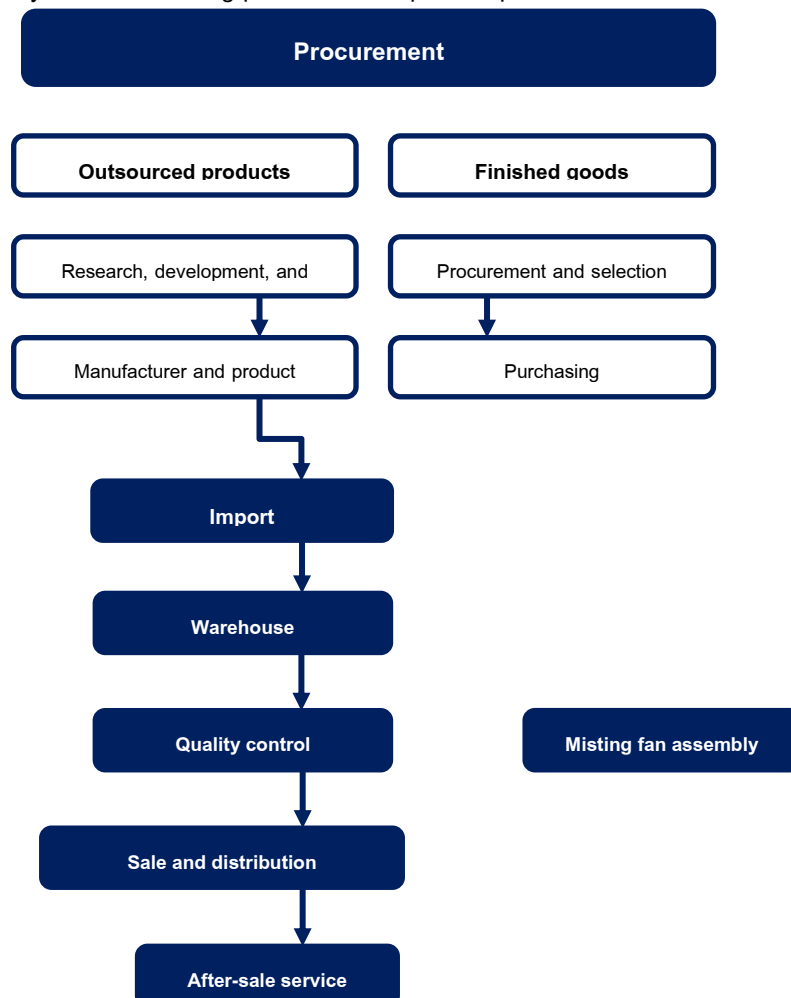 Procurement
Outsourced products
Finished goods
Research, development, and
Procurement and selection
Manufacturer and product
Purchasing
Import
Warehouse
Quality control
Misting fan assembly
Sale and distribution
After-sale service